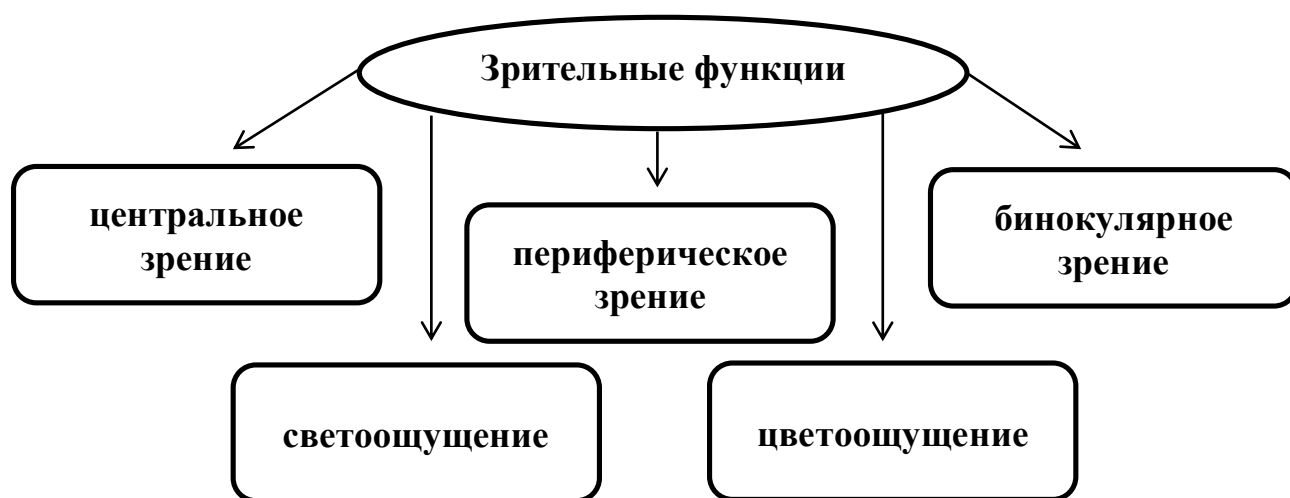 Зрительные функции
центральное
зрение
периферическое
зрение
бинокулярное
зрение
светоощущение
цветоощущение